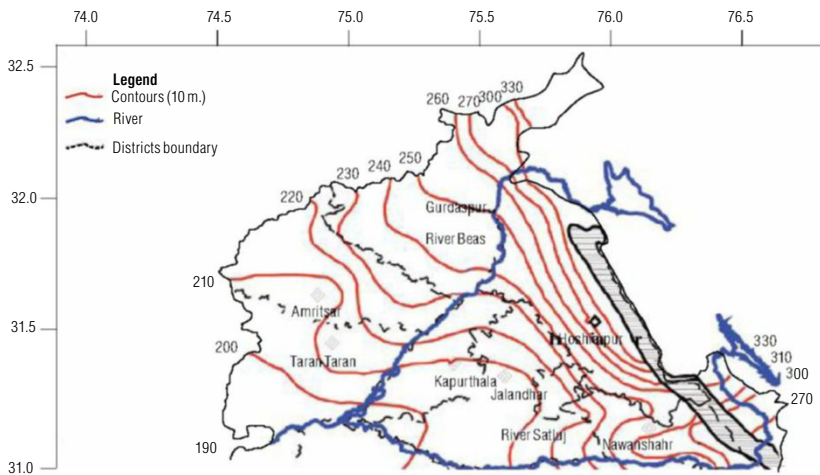 74.0 74.5 75.0 75.5 76.0 76.5
32.5
32.0
31.5
31.0
Legend
Contours (10 m.)
River
Districts boundary
260 270 300 330
250
240
230
220
210
200
190
Gurdaspur
River Beas
Amritsar
Taran Taran
Hoshiarpur
Kapurthala
Jalandhar
River Satluj
Nawanshahr
330
310
300
270